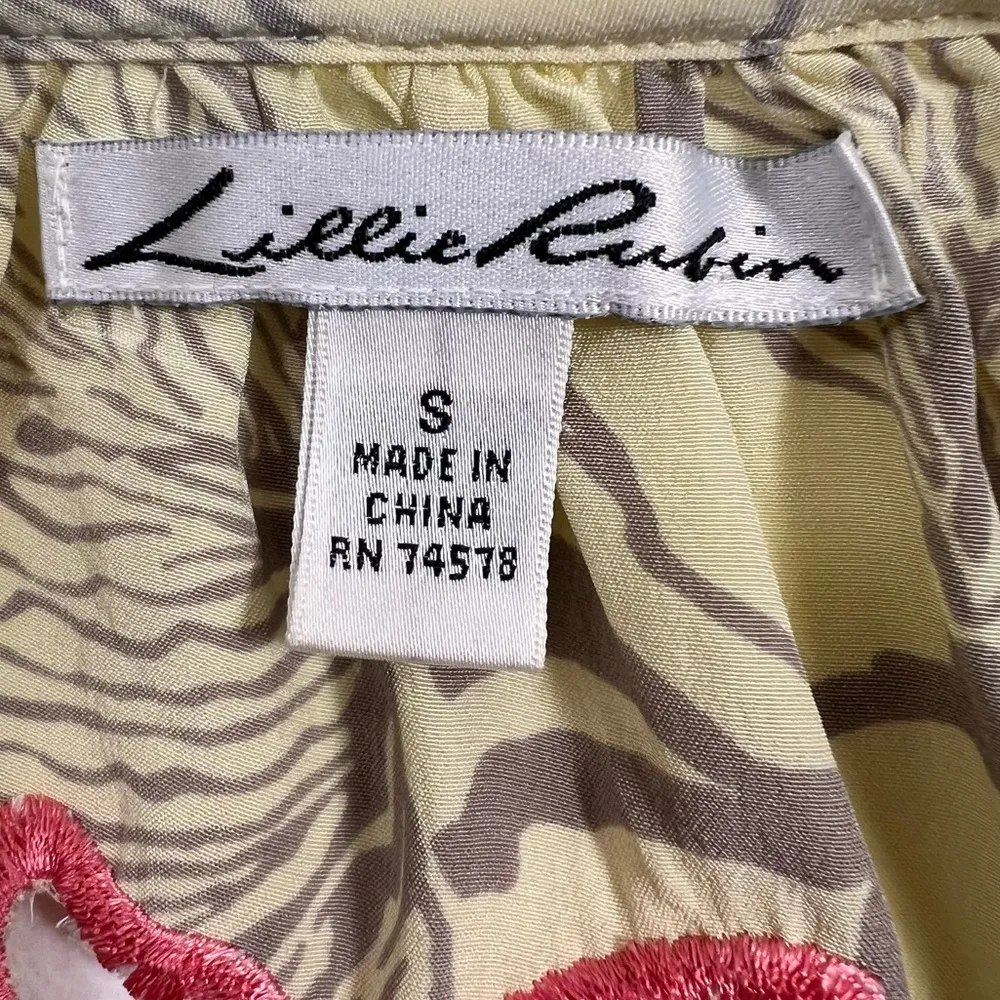 Lillie Rubin
S
MADE IN
CHINA
RN 74578